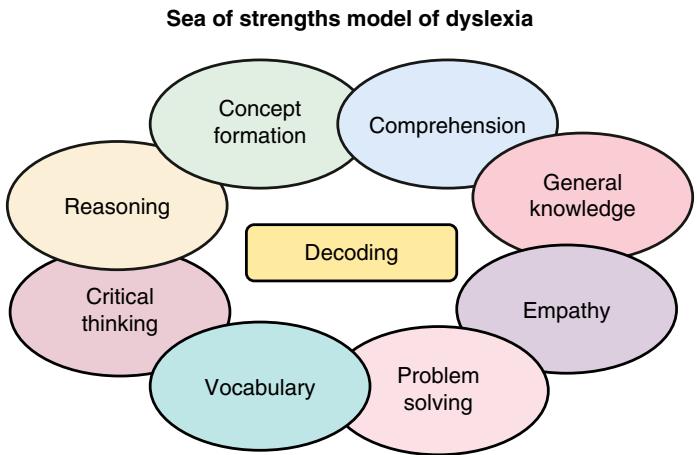 Sea of strengths model of dyslexia
Concept
formation
Comprehension
General
knowledge
Reasoning
Decoding
Critical
thinking
Empathy
Vocabulary
Problem
solving